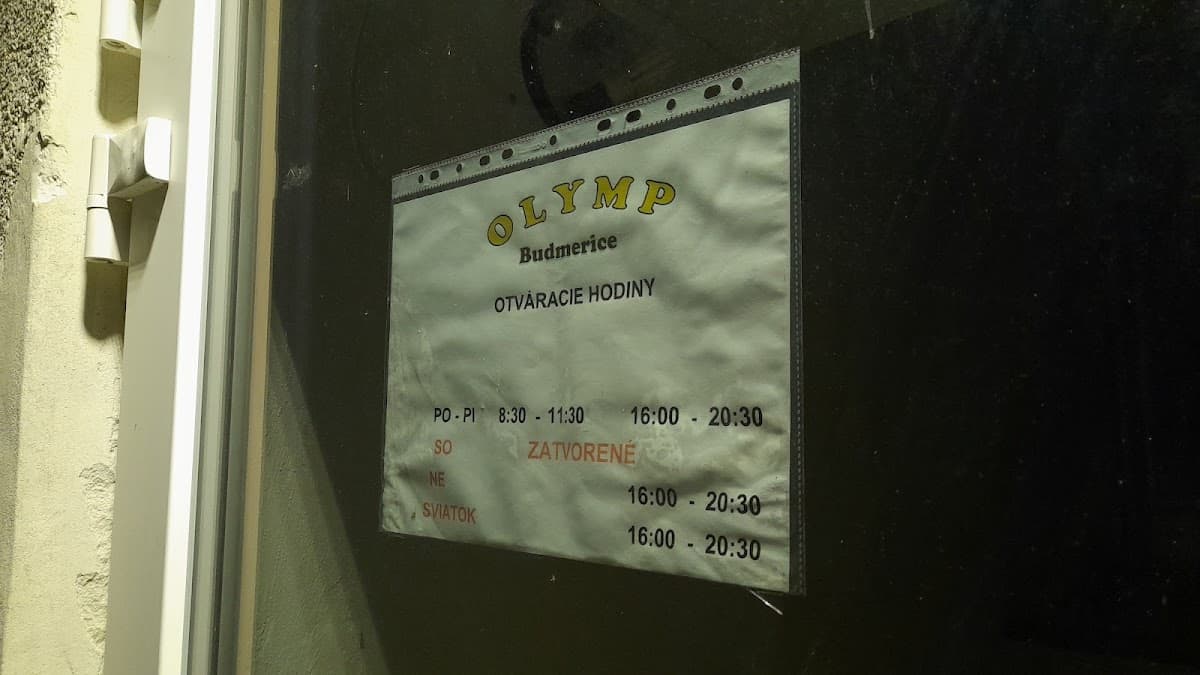 OLYMP
Budmerice
OTVÁRACIE HODINY
PO - PI 8:30 - 11:30 16:00 - 20:30
SO ZATVORENÉ
NE 16:00 - 20:30
SVIATOK 16:00 - 20:30